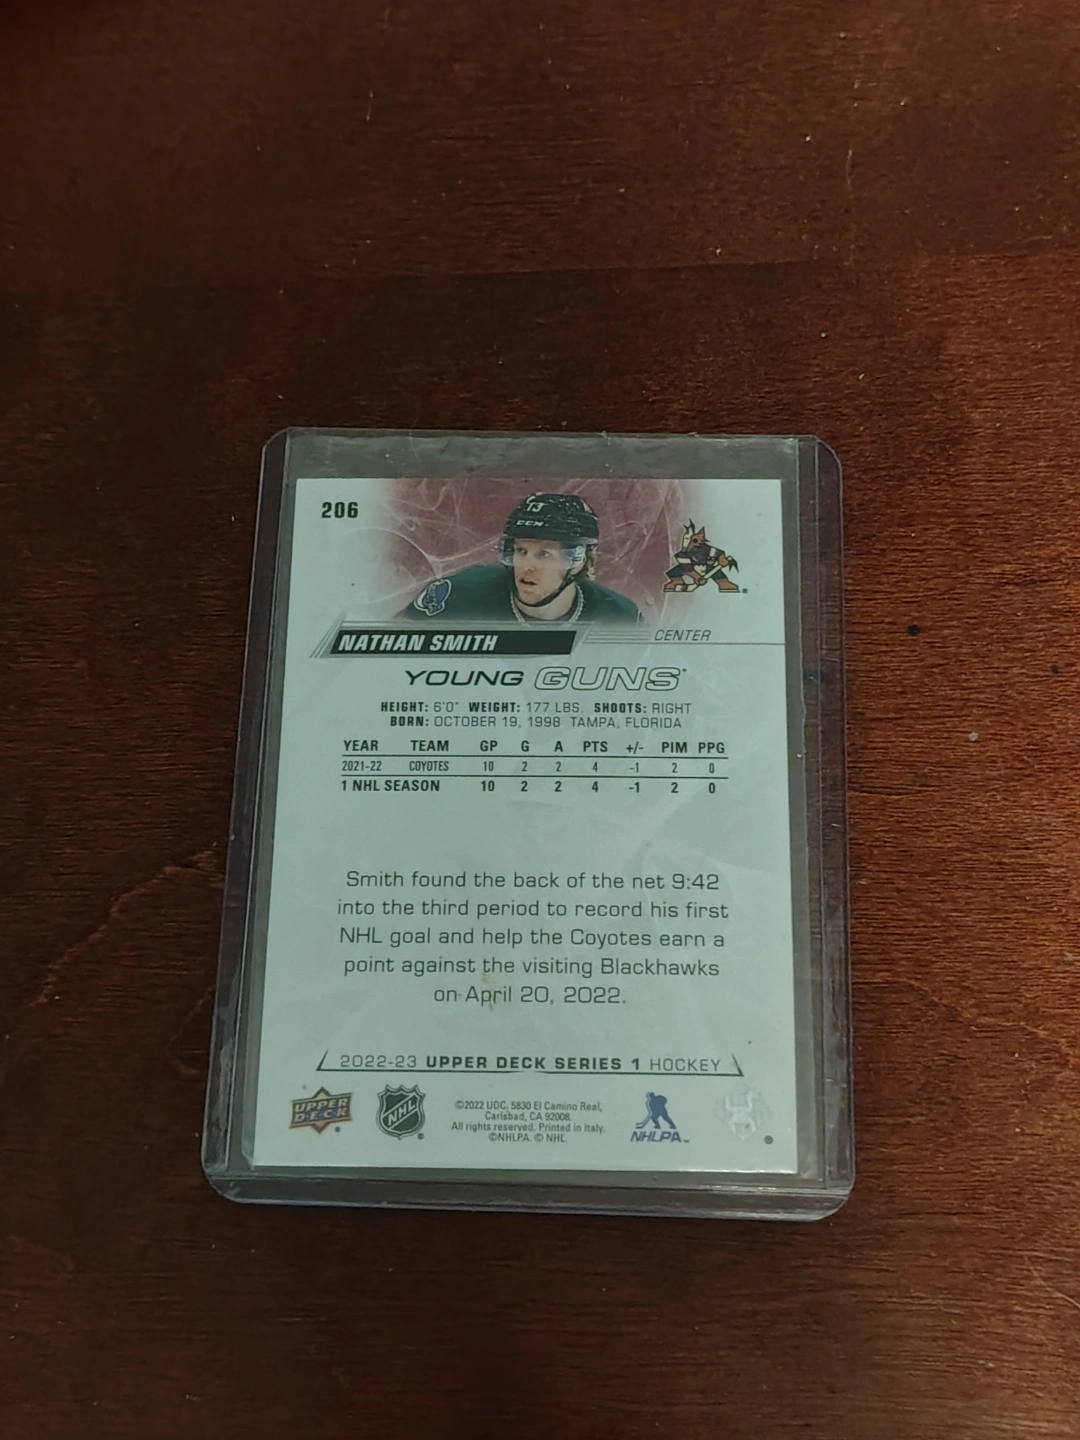 206
13
CCM
NATHAN SMITH
CENTER
YOUNG GUNS
HEIGHT: 6'0" WEIGHT: 177 LBS. SHOOTS: RIGHT
BORN: OCTOBER 19, 1998 TAMPA, FLORIDA
YEAR TEAM GP G A PTS +/- PIM PPG
2021-22 COYOTES 10 2 2 4 -1 2 0
1 NHL SEASON 10 2 2 4 -1 2 0
Smith found the back of the net 9:42
into the third period to record his first
NHL goal and help the Coyotes earn a
point against the visiting Blackhawks
on April 20, 2022.
2022-23 UPPER DECK SERIES 1 HOCKEY
UPPER DECK
NHL
©2022 UDC, 5830 El Camino Real,
Carlsbad, CA 92008.
All rights reserved. Printed in Italy.
©NHLPA. © NHL.
NHLPA™